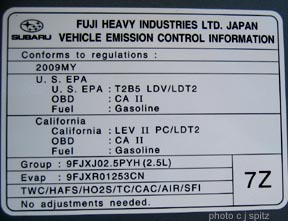 FUJI HEAVY INDUSTRIES LTD. JAPAN
SUBARU
VEHICLE EMISSION CONTROL INFORMATION
Conforms to regulations :
2009MY
U. S. EPA
U. S. EPA : T2B5 LDV/LDT2
OBD : CA II
Fuel : Gasoline
California
California : LEV II PC/LDT2
OBD : CA II
Fuel : Gasoline
Group : 9FJXJ02.5PYH (2.5L)
Evap : 9FJXR01253CN
TWC/HAFS/HO2S/TC/CAC/AIR/SFI
No adjustments needed.
7Z
photo © j spitz